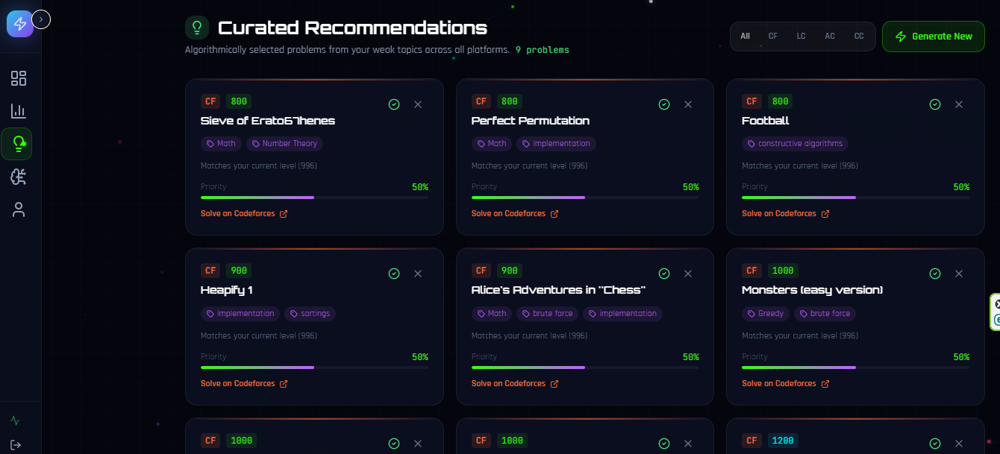 Curated Recommendations
All CF LC AC CC
Generate New
Algorithmically selected problems from your weak topics across all platforms. 9 problems
CF 800
Sieve of Erato67henes
Math Number Theory
Matches your current level (996)
Priority 50%
Solve on Codeforces
CF 800
Perfect Permutation
Math implementation
Matches your current level (996)
Priority 50%
Solve on Codeforces
CF 800
Football
constructive algorithms
Matches your current level (996)
Priority 50%
Solve on Codeforces
CF 900
Heapify 1
implementation sortings
Matches your current level (996)
Priority 50%
Solve on Codeforces
CF 900
Alice's Adventures in "Chess"
Math brute force implementation
Matches your current level (996)
Priority 50%
Solve on Codeforces
CF 1000
Monsters (easy version)
Greedy brute force
Matches your current level (996)
Priority 50%
Solve on Codeforces
CF 1000
CF 1000
CF 1200